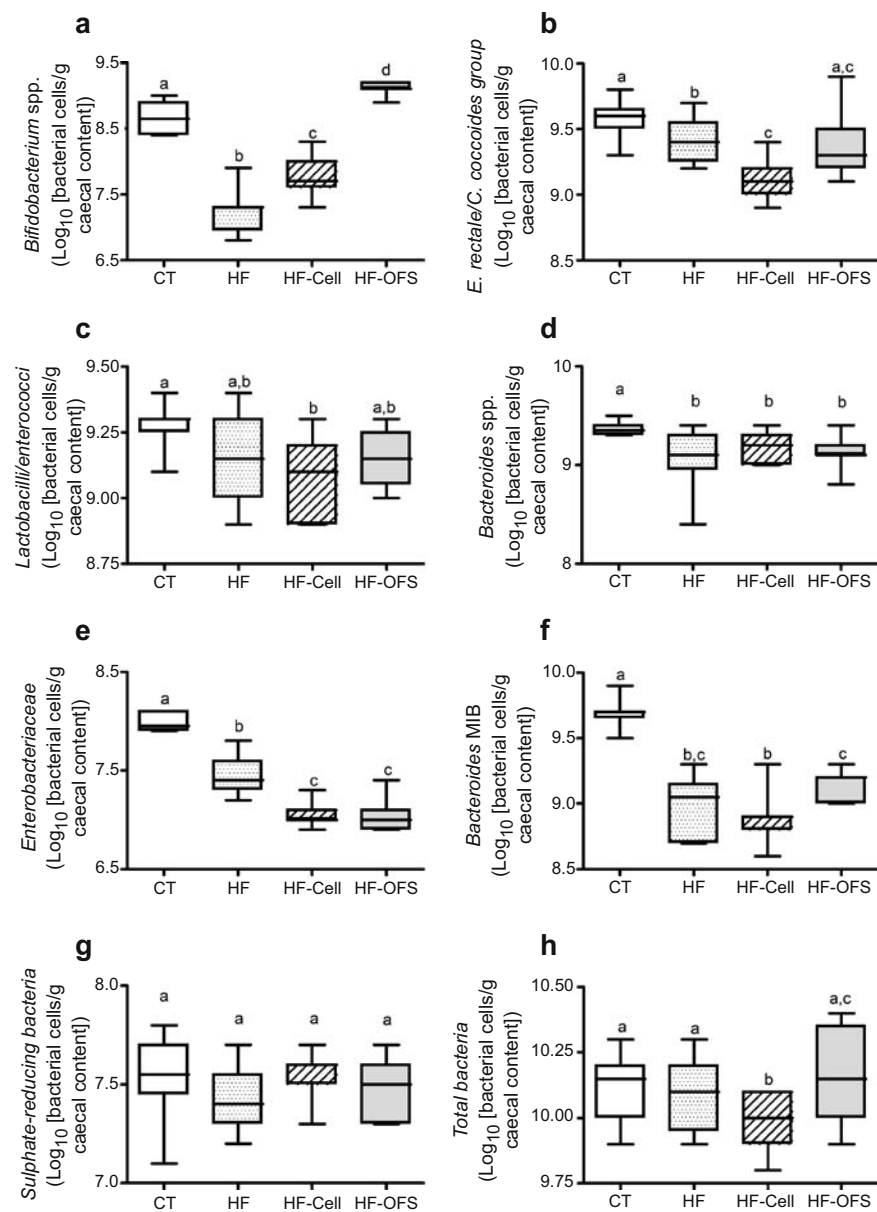 a
Bifidobacterium spp.
(Log10 [bacterial cells/g
caecal content])
9.5
8.5
7.5
6.5
a
b
c
d
CT HF HF-Cell HF-OFS
b
E. rectale/C. coccoides group
(Log10 [bacterial cells/g
caecal content])
10.0
9.5
9.0
8.5
a
b
c
a,c
CT HF HF-Cell HF-OFS
c
Lactobacilli/enterococci
(Log10 [bacterial cells/g
caecal content])
9.50
9.25
9.00
8.75
a
a,b
b
a,b
CT HF HF-Cell HF-OFS
d
Bacteroides spp.
(Log10 [bacterial cells/g
caecal content])
10
9
8
a
b
b
b
CT HF HF-Cell HF-OFS
e
Enterobacteriaceae
(Log10 [bacterial cells/g
caecal content])
8.5
7.5
6.5
a
b
c
c
CT HF HF-Cell HF-OFS
f
Bacteroides MIB
(Log10 [bacterial cells/g
caecal content])
10.0
9.5
9.0
8.5
a
b,c
b
c
CT HF HF-Cell HF-OFS
g
Sulphate-reducing bacteria
(Log10 [bacterial cells/g
caecal content])
8.0
7.5
7.0
a
a
a
a
CT HF HF-Cell HF-OFS
h
Total bacteria
(Log10 [bacterial cells/g
caecal content])
10.50
10.25
10.00
9.75
a
a
b
a,c
CT HF HF-Cell HF-OFS